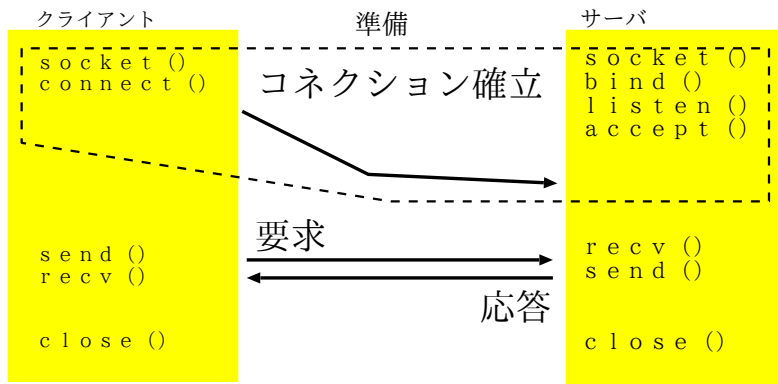 クライアント
準備
サーバ
socket()
connect()
コネクション確立
socket()
bind()
listen()
accept()
要求
send()
recv()
recv()
send()
応答
close()
close()